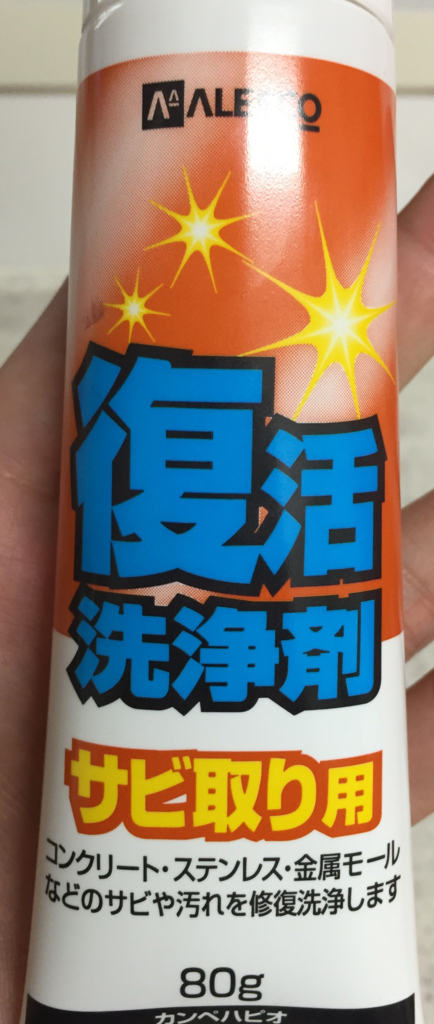 復活
洗浄剤
サビ取り用
コンクリート・ステンレス・金属モール
などのサビや汚れを修復洗浄します
80g
カンペハピオ